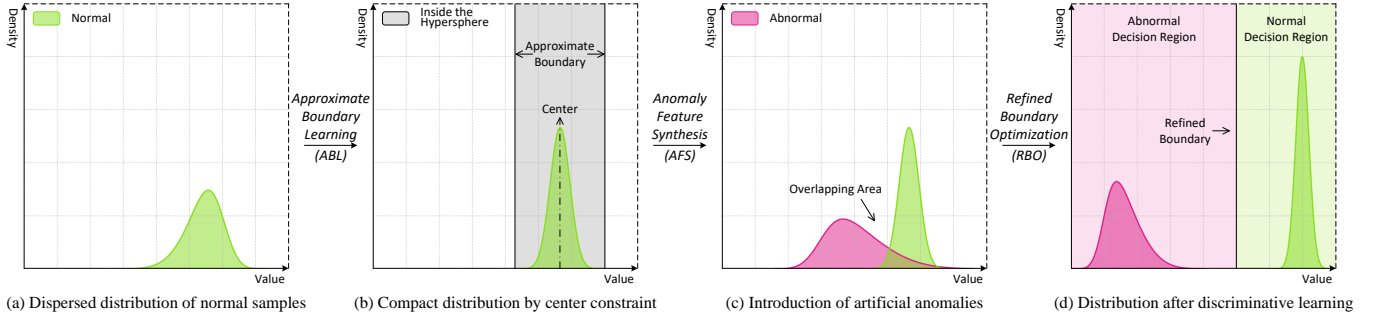 Density
Normal
Value
(a) Dispersed distribution of normal samples
Approximate
Boundary
Learning
(ABL)
Density
Inside the
Hypersphere
Approximate
Boundary
Center
Value
(b) Compact distribution by center constraint
Anomaly
Feature
Synthesis
(AFS)
Density
Abnormal
Overlapping Area
Value
(c) Introduction of artificial anomalies
Refined
Boundary
Optimization
(RBO)
Density
Abnormal
Decision Region
Normal
Decision Region
Refined
Boundary
Value
(d) Distribution after discriminative learning